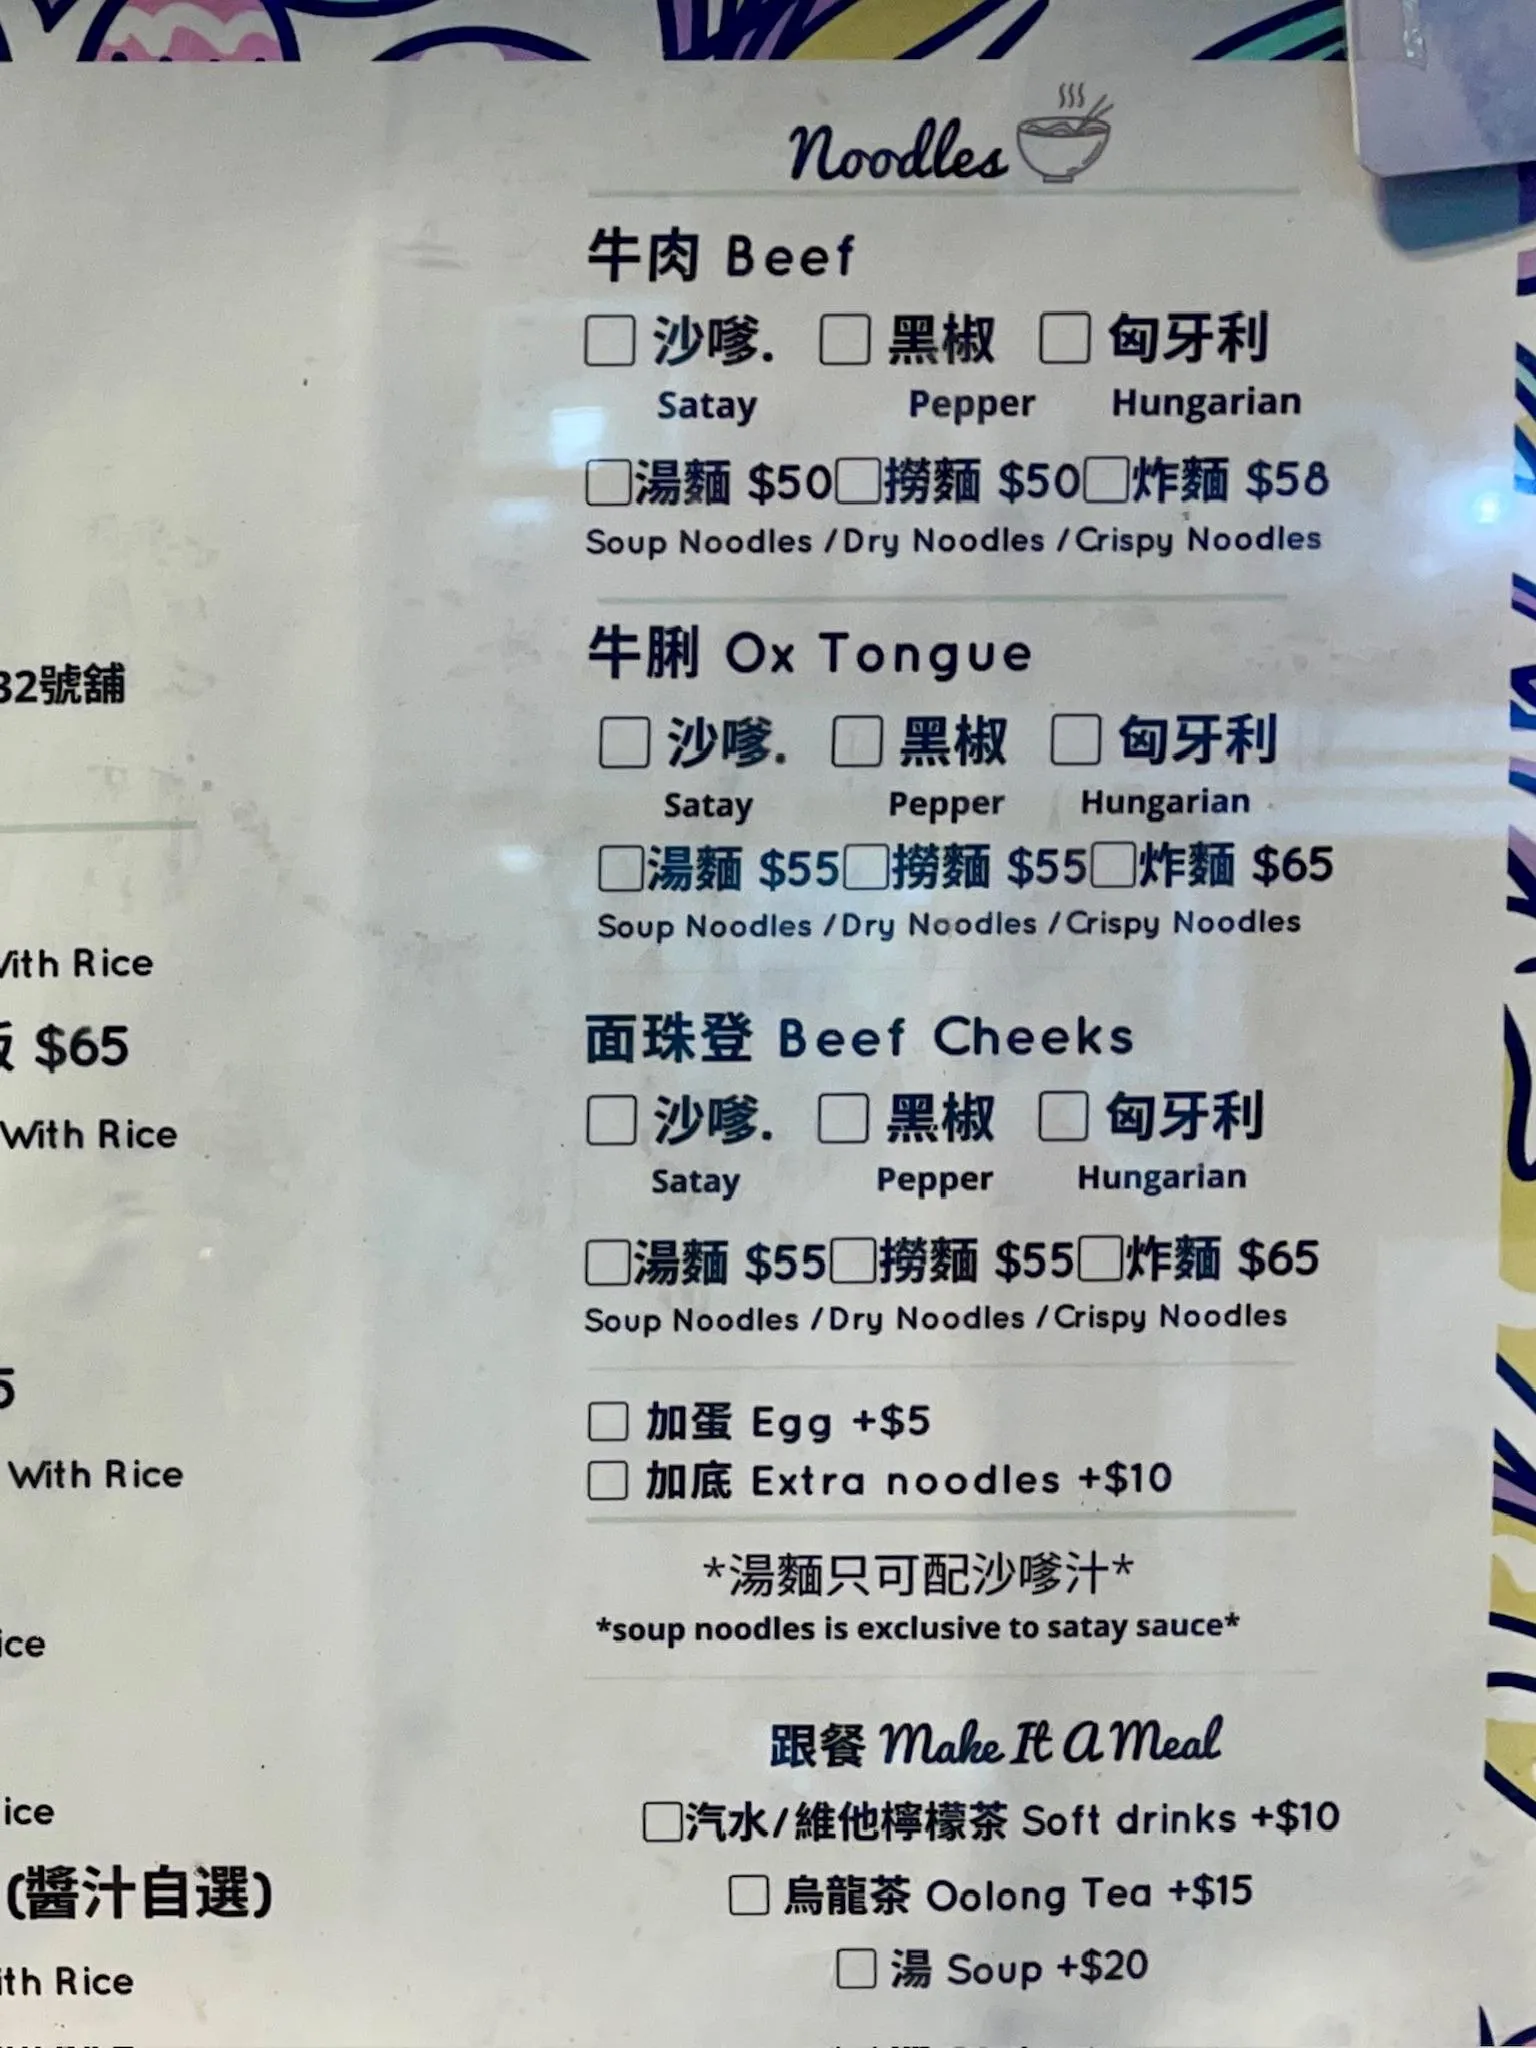 Noodles
牛肉 Beef
沙嗲. 黑椒 匈牙利
Satay Pepper Hungarian
湯麵 $50 撈麵 $50 炸麵 $58
Soup Noodles / Dry Noodles / Crispy Noodles
牛脷 Ox Tongue
沙嗲. 黑椒 匈牙利
Satay Pepper Hungarian
湯麵 $55 撈麵 $55 炸麵 $65
Soup Noodles / Dry Noodles / Crispy Noodles
面珠登 Beef Cheeks
沙嗲. 黑椒 匈牙利
Satay Pepper Hungarian
湯麵 $55 撈麵 $55 炸麵 $65
Soup Noodles / Dry Noodles / Crispy Noodles
加蛋 Egg +$5
加底 Extra noodles +$10
*湯麵只可配沙嗲汁*
*soup noodles is exclusive to satay sauce*
跟餐 Make It A Meal
汽水/維他檸檬茶 Soft drinks +$10
烏龍茶 Oolong Tea +$15
湯 Soup +$20
32號舖
With Rice
$65
With Rice
5
With Rice
(醬汁自選)
Rice